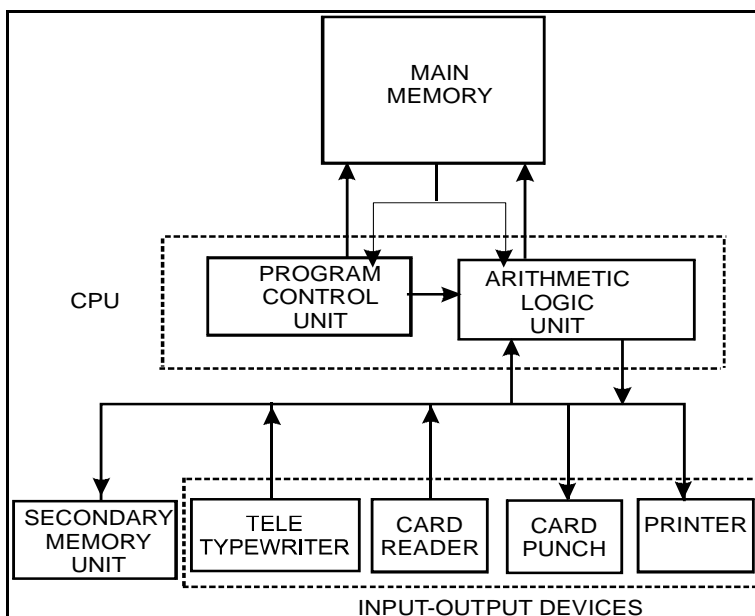 MAIN
MEMORY
CPU
PROGRAM
CONTROL
UNIT
ARITHMETIC
LOGIC
UNIT
SECONDARY
MEMORY
UNIT
TELE
TYPEWRITER
CARD
READER
CARD
PUNCH
PRINTER
INPUT-OUTPUT DEVICES